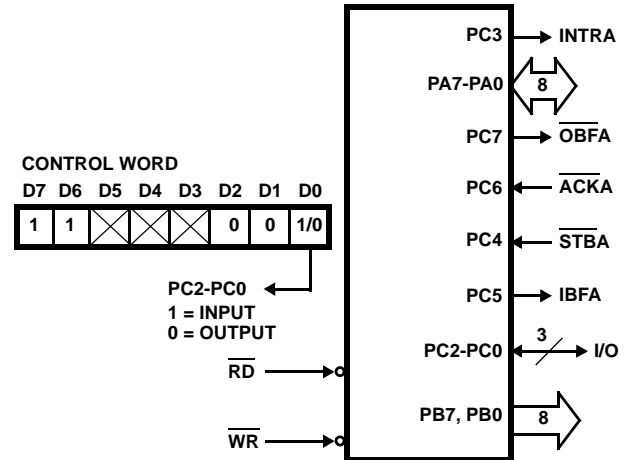 PC3 INTRA
PA7-PA0 8
PC7 OBFA
CONTROL WORD
D7 D6 D5 D4 D3 D2 D1 D0
1 1 0 0 1/0
PC6 ACKA
PC4 STBA
PC2-PC0
1 = INPUT
0 = OUTPUT
PC5 IBFA
PC2-PC0 3 I/O
RD
PB7, PB0 8
WR